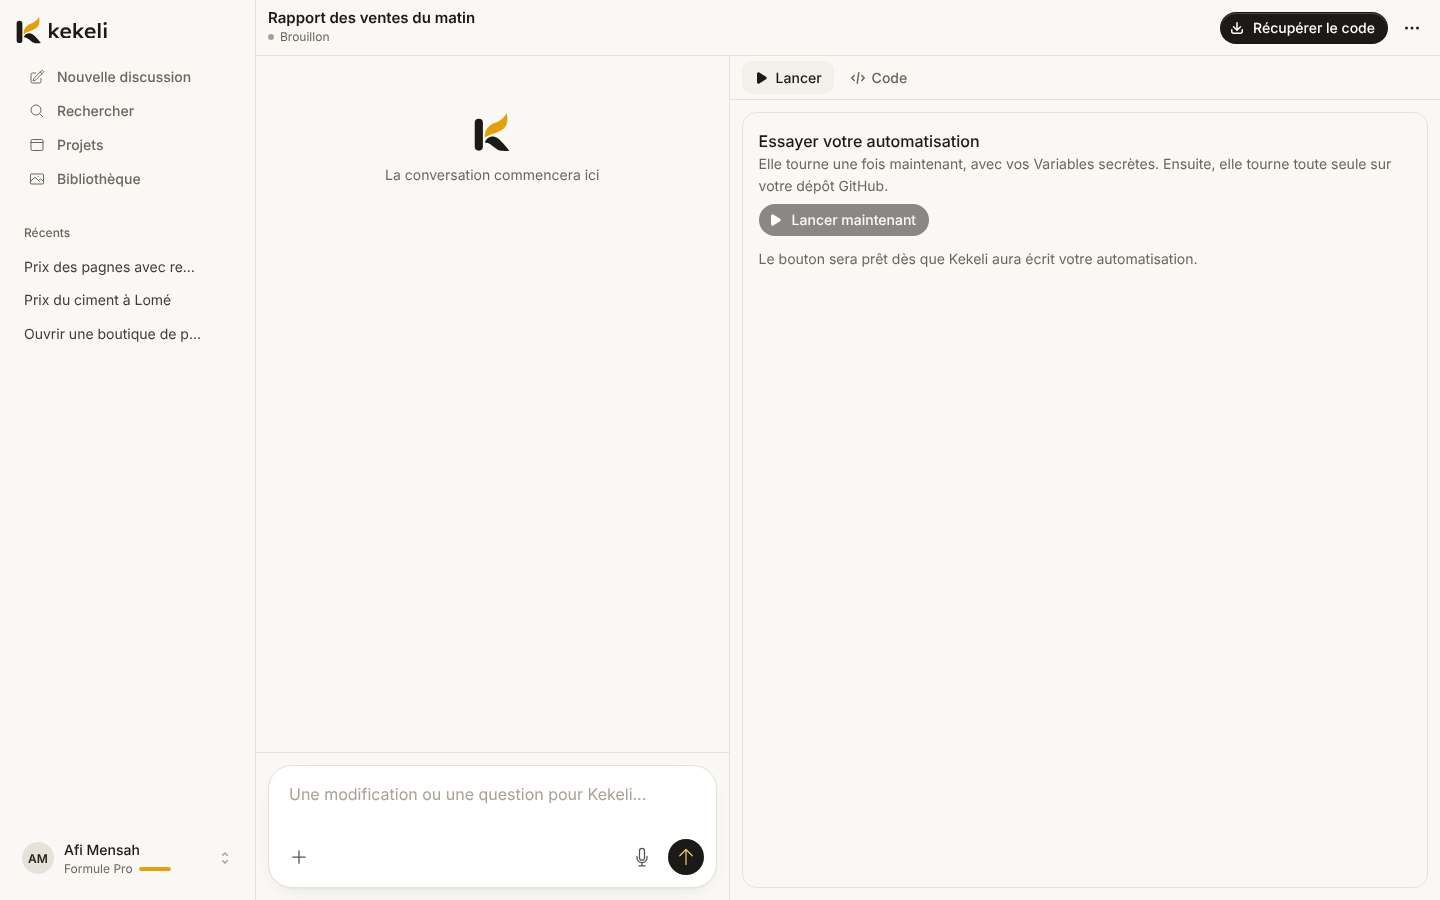 kekeli
Nouvelle discussion
Rechercher
Projets
Bibliothèque
Récents
Prix des pagnes avec re...
Prix du ciment à Lomé
Ouvrir une boutique de p...
AM
Afi Mensah
Formule Pro
Rapport des ventes du matin
Brouillon
Récupérer le code
La conversation commencera ici
Une modification ou une question pour Kekeli...
Lancer
Code
Essayer votre automatisation
Elle tourne une fois maintenant, avec vos Variables secrètes. Ensuite, elle tourne toute seule sur
votre dépôt GitHub.
Lancer maintenant
Le bouton sera prêt dès que Kekeli aura écrit votre automatisation.